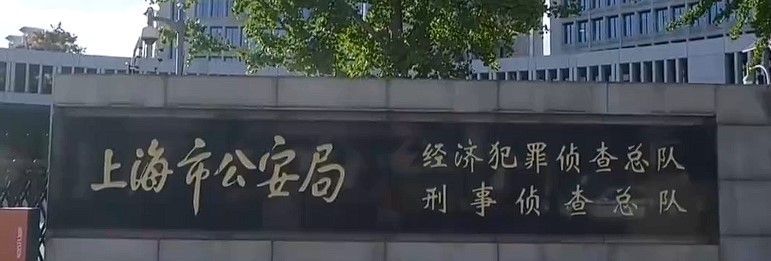 上海市公安局
经济犯罪侦查总队
刑事侦查总队